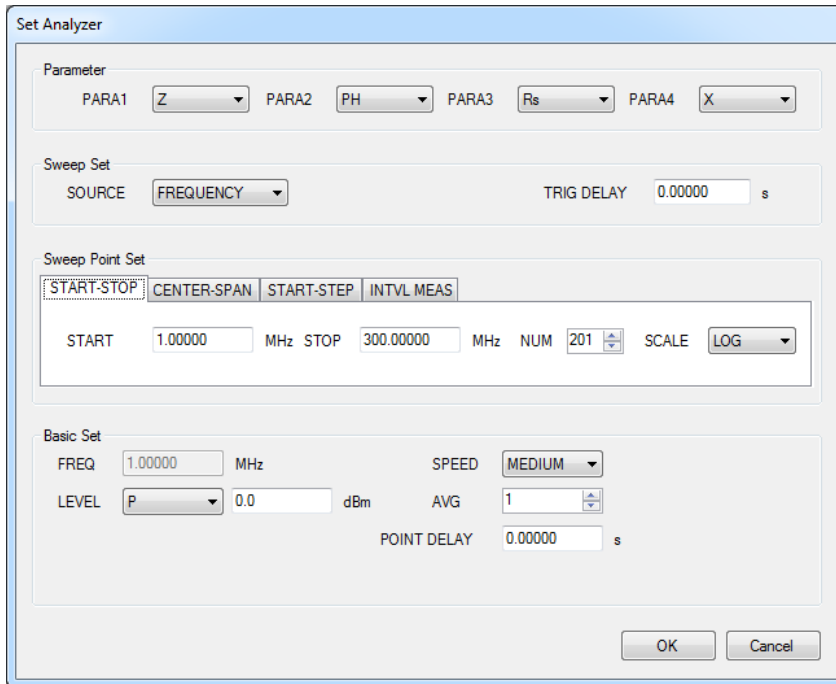 Set Analyzer
Parameter
PARA1 Z PARA2 PH PARA3 Rs PARA4 X
Sweep Set
SOURCE FREQUENCY TRIG DELAY 0.00000 s
Sweep Point Set
START-STOP CENTER-SPAN START-STEP INTVL MEAS
START 1.00000 MHz STOP 300.00000 MHz NUM 201 SCALE LOG
Basic Set
FREQ 1.00000 MHz SPEED MEDIUM
LEVEL P 0.0 dBm AVG 1
POINT DELAY 0.00000 s
OK Cancel